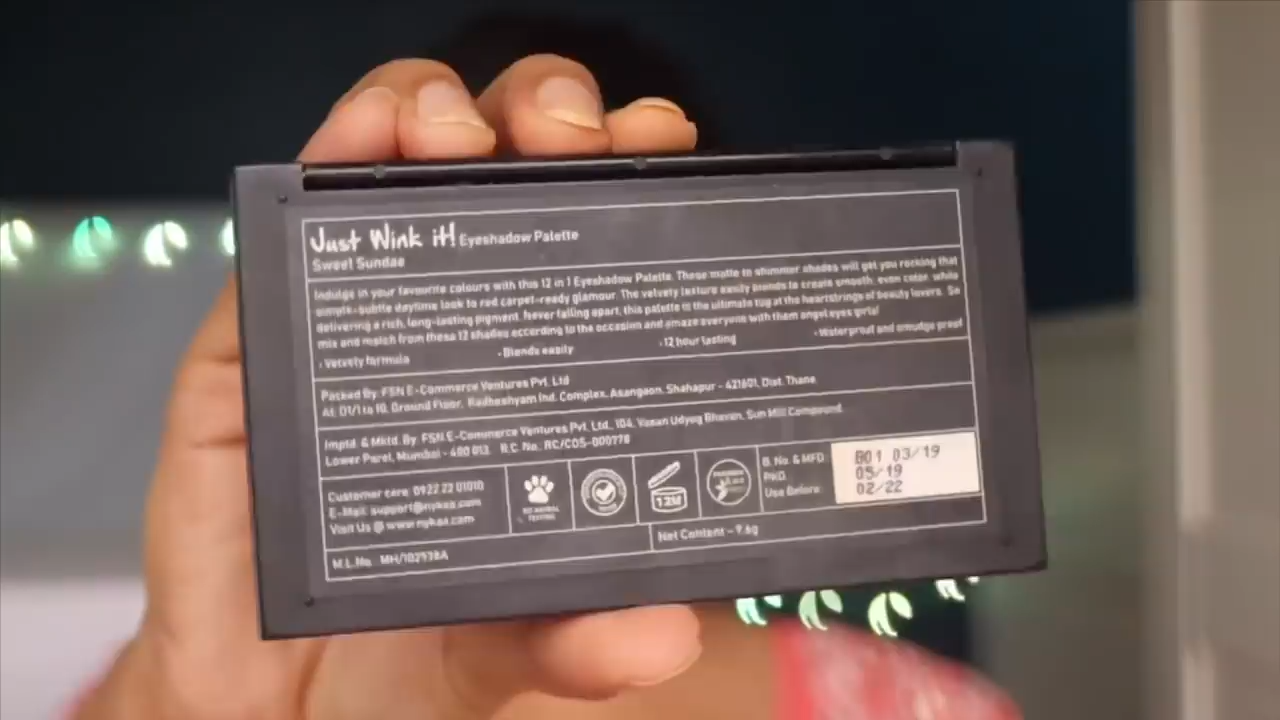 Just Wink it! Eyeshadow Palette
Sweet Sundae
Indulge in your favourite colours with this 12 in 1 Eyeshadow Palette. These matte to shimmer shades will get you rocking that
simple-subtle daytime look to red carpet-ready glamour. The velvety texture easily blends to create smooth, even color, while
delivering a rich, long-lasting pigment. Never falling apart, this palette is the ultimate tug at the heartstrings of beauty lovers. So
mix and match from these 12 shades according to the occasion and amaze everyone with them angel eyes girls!
• Velvety formula • Blends easily • 12 hour lasting • Waterproof and smudge proof
Packed By: FSN E-Commerce Ventures Pvt. Ltd
At: D1/1 to 10, Ground Floor, Radheshyam Ind. Complex, Asangaon, Shahapur - 421601, Dist. Thane
Imptd. & Mktd. By: FSN E-Commerce Ventures Pvt. Ltd., 104, Vasan Udyog Bhavan, Sun Mill Compound
Lower Parel, Mumbai - 400 013. R.C. No.: RC/COS-000778
Customer care: 0922 22 01010
E-Mail: support@nykaa.com
Visit Us @ www.nykaa.com
NO ANIMAL
TESTING
12M
B. No. & MFD
PKD.
Use Before:
B01 03/19
05/19
02/22
M.L.No. MH/102938A
Net Content - 9.6g